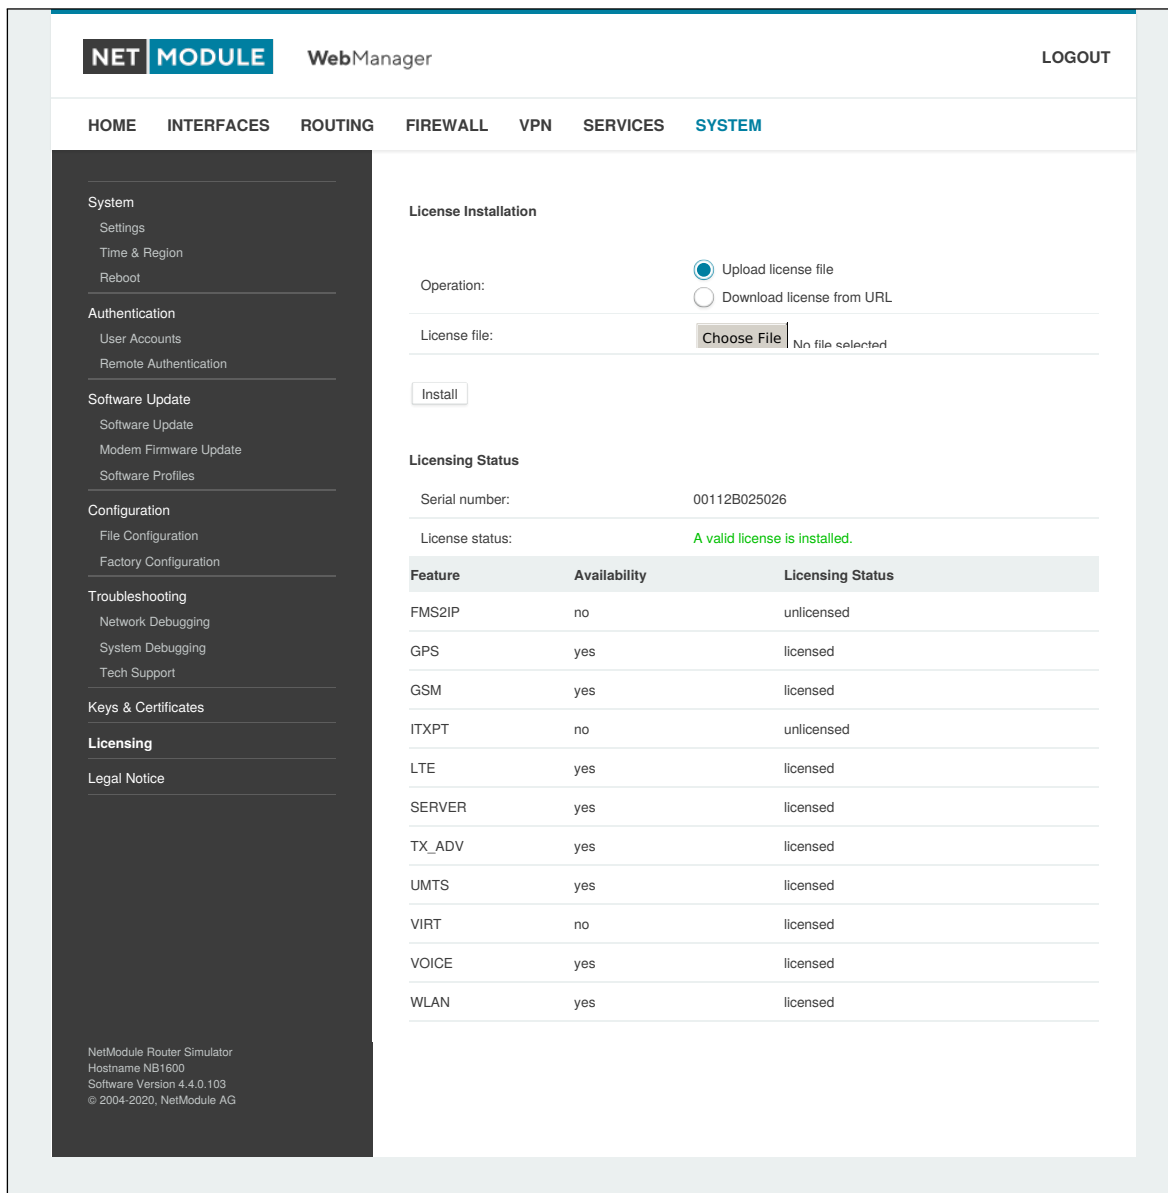 NET MODULE WebManager LOGOUT
HOME INTERFACES ROUTING FIREWALL VPN SERVICES SYSTEM
System
Settings
Time & Region
Reboot
Authentication
User Accounts
Remote Authentication
Software Update
Software Update
Modem Firmware Update
Software Profiles
Configuration
File Configuration
Factory Configuration
Troubleshooting
Network Debugging
System Debugging
Tech Support
Keys & Certificates
Licensing
Legal Notice
NetModule Router Simulator
Hostname NB1600
Software Version 4.4.0.103
© 2004-2020, NetModule AG
License Installation
Operation:
Upload license file
Download license from URL
License file: Choose File No file selected
Install
Licensing Status
Serial number: 00112B025026
License status: A valid license is installed.
Feature Availability Licensing Status
FMS2IP no unlicensed
GPS yes licensed
GSM yes licensed
ITXPT no unlicensed
LTE yes licensed
SERVER yes licensed
TX_ADV yes licensed
UMTS yes licensed
VIRT no licensed
VOICE yes licensed
WLAN yes licensed